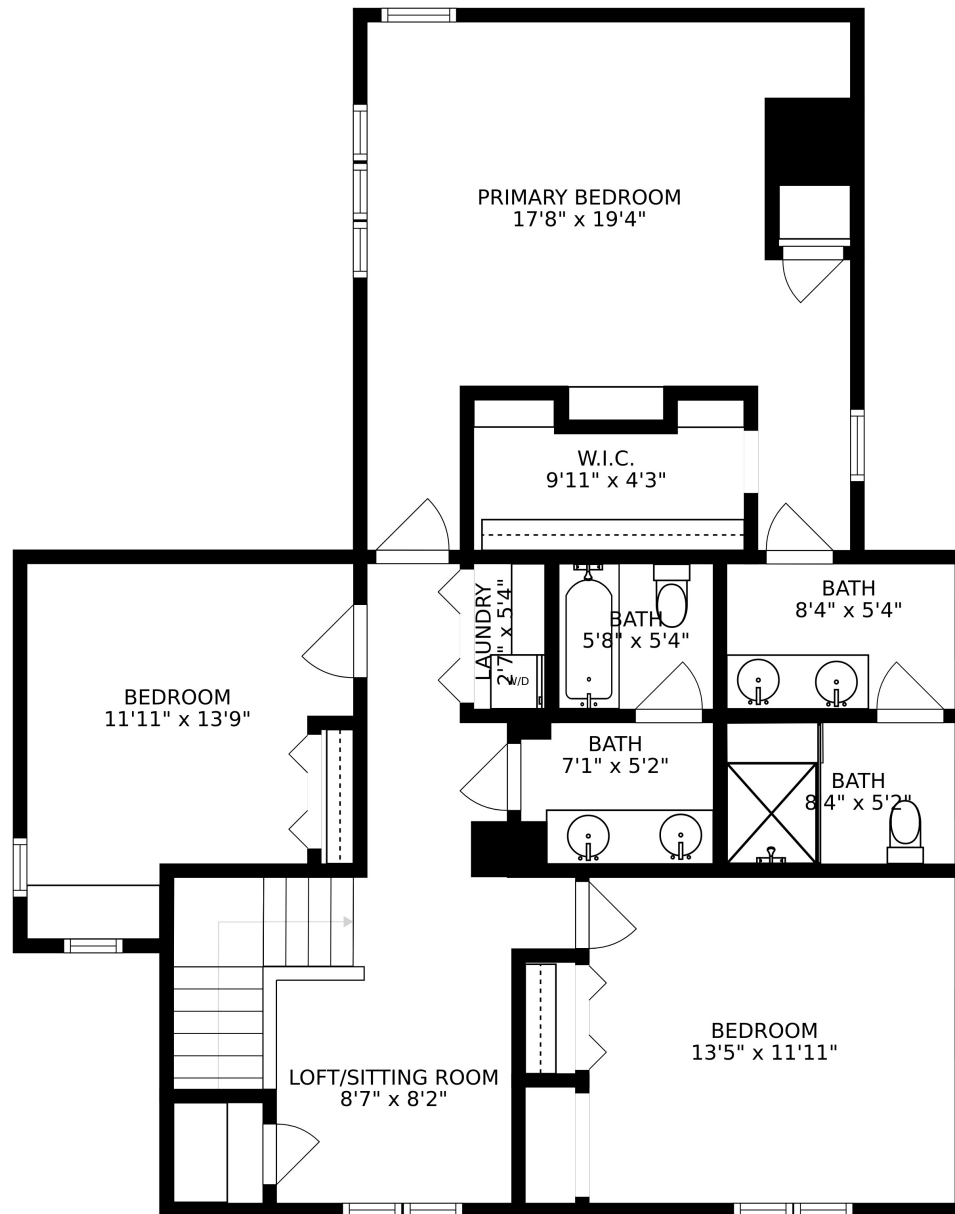 PRIMARY BEDROOM
17'8" x 19'4"
W.I.C.
9'11" x 4'3"
LAUNDRY
2'7" x 5'4"
W/D
BATH
5'8" x 5'4"
BATH
8'4" x 5'4"
BEDROOM
11'11" x 13'9"
BATH
7'1" x 5'2"
BATH
8'4" x 5'2"
BEDROOM
13'5" x 11'11"
LOFT/SITTING ROOM
8'7" x 8'2"